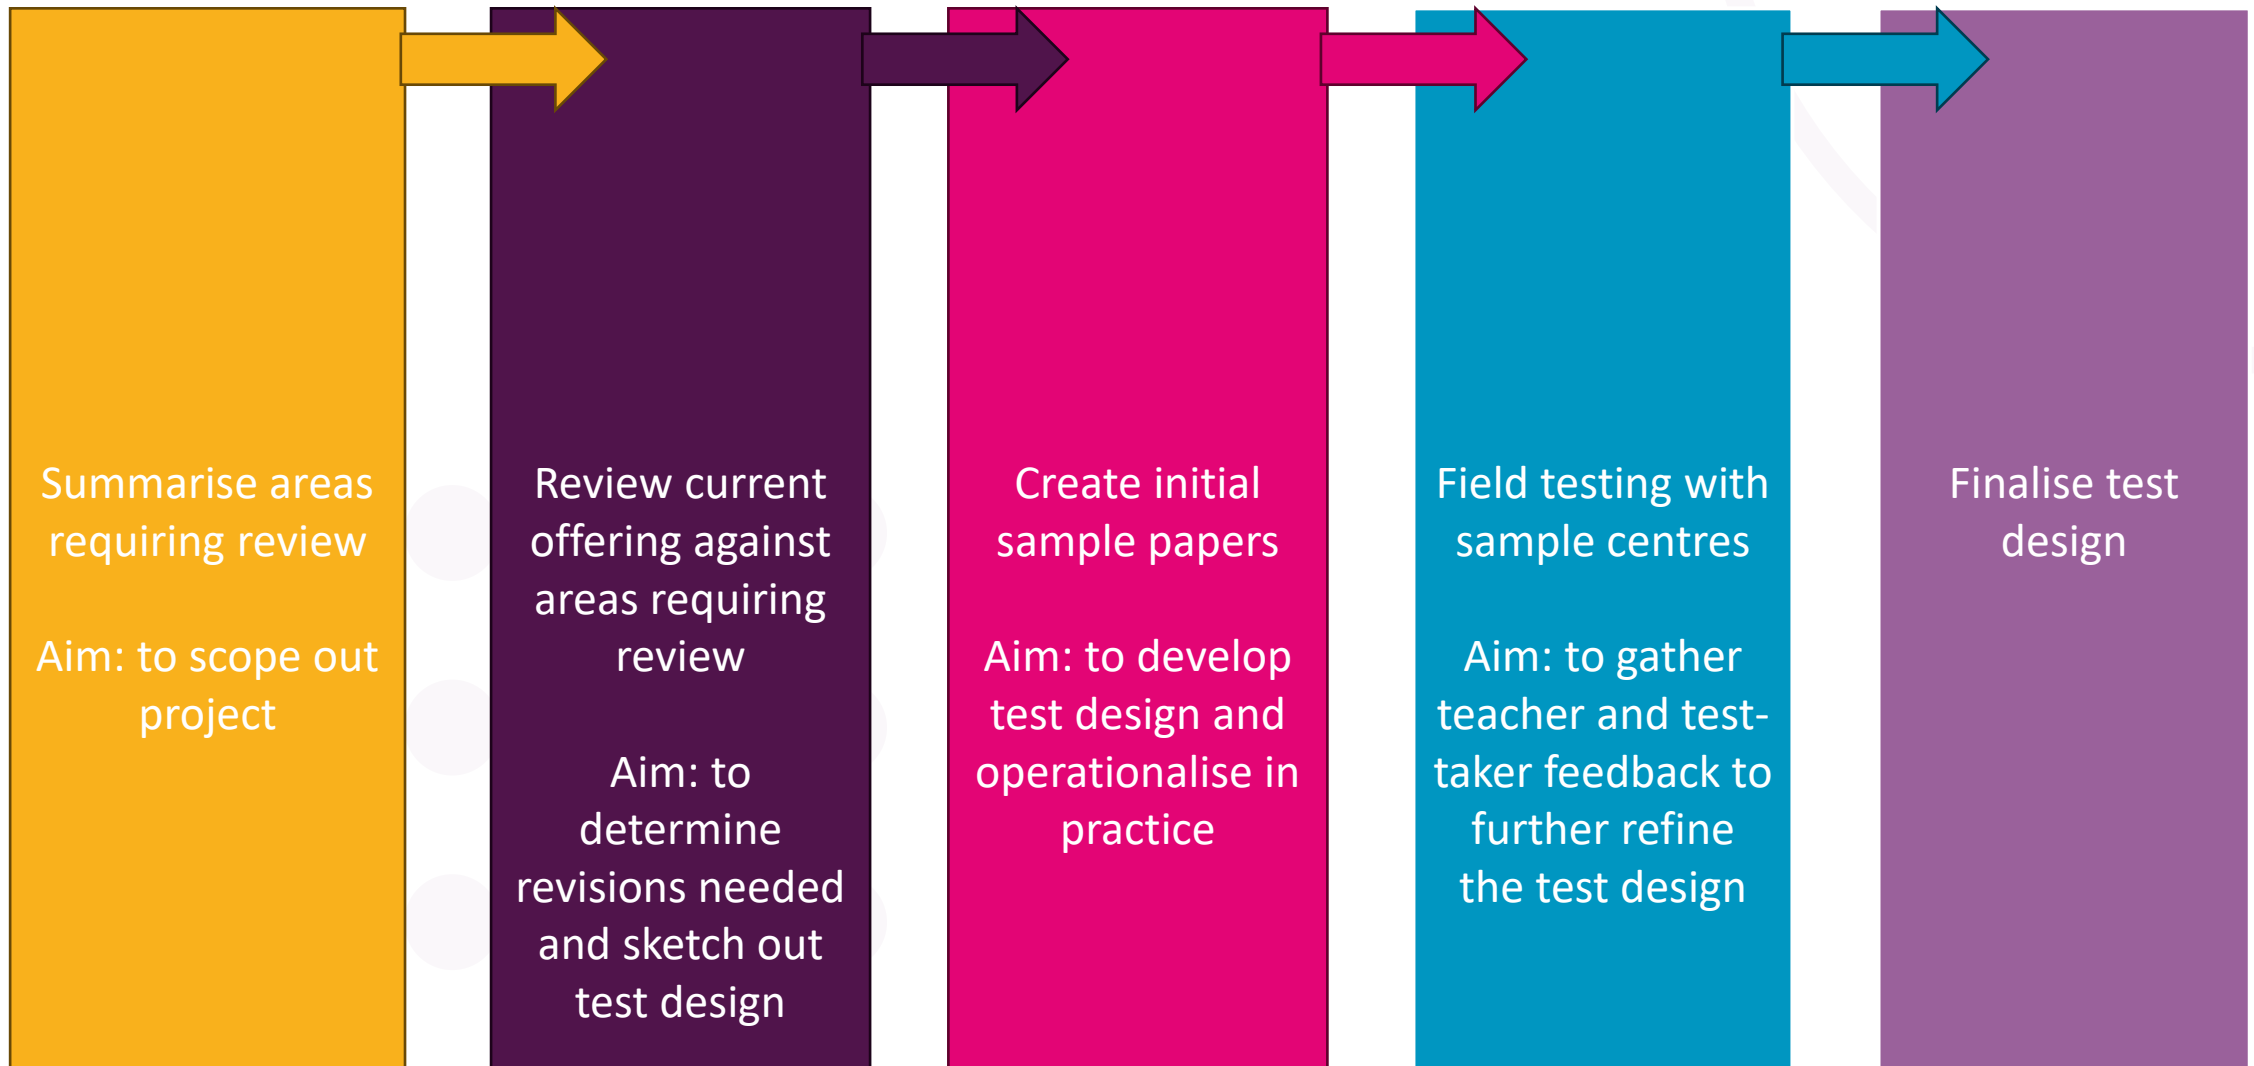 Summarise areas
requiring review
Aim: to scope out
project
Review current
offering against
areas requiring
review
Aim: to
determine
revisions needed
and sketch out
test design
Create initial
sample papers
Aim: to develop
test design and
operationalise in
practice
Field testing with
sample centres
Aim: to gather
teacher and test-
taker feedback to
further refine
the test design
Finalise test
design